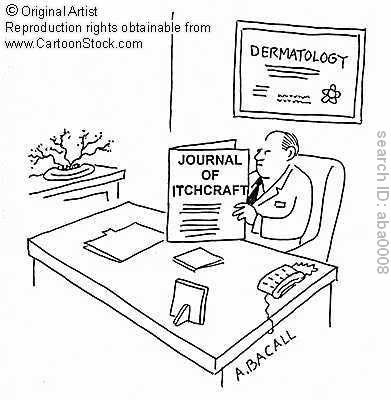 © Original Artist
Reproduction rights obtainable from
www.CartoonStock.com
DERMATOLOGY
JOURNAL
OF
ITCHCRAFT
search ID: aba0008
A.BACALL